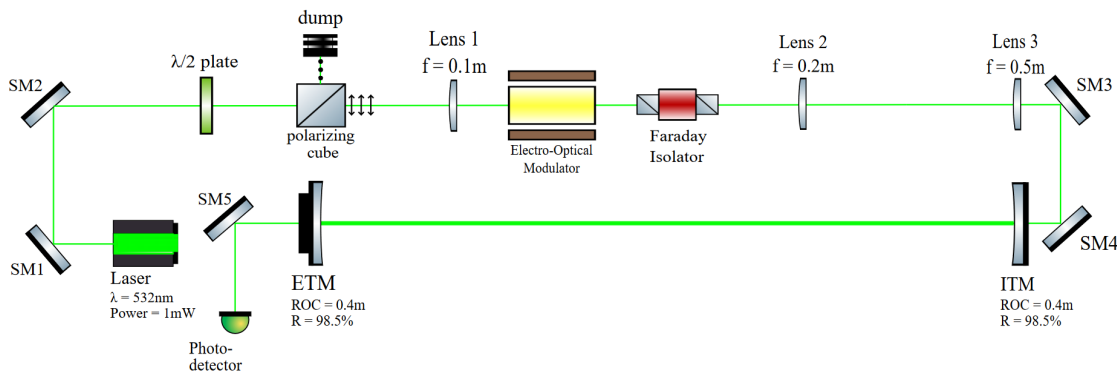 dump
λ/2 plate
SM2
polarizing
cube
Lens 1
f = 0.1m
Electro-Optical
Modulator
Faraday
Isolator
Lens 2
f = 0.2m
Lens 3
f = 0.5m
SM3
SM1
Laser
λ = 532nm
Power = 1mW
SM5
Photo-
detector
ETM
ROC = 0.4m
R = 98.5%
ITM
ROC = 0.4m
R = 98.5%
SM4